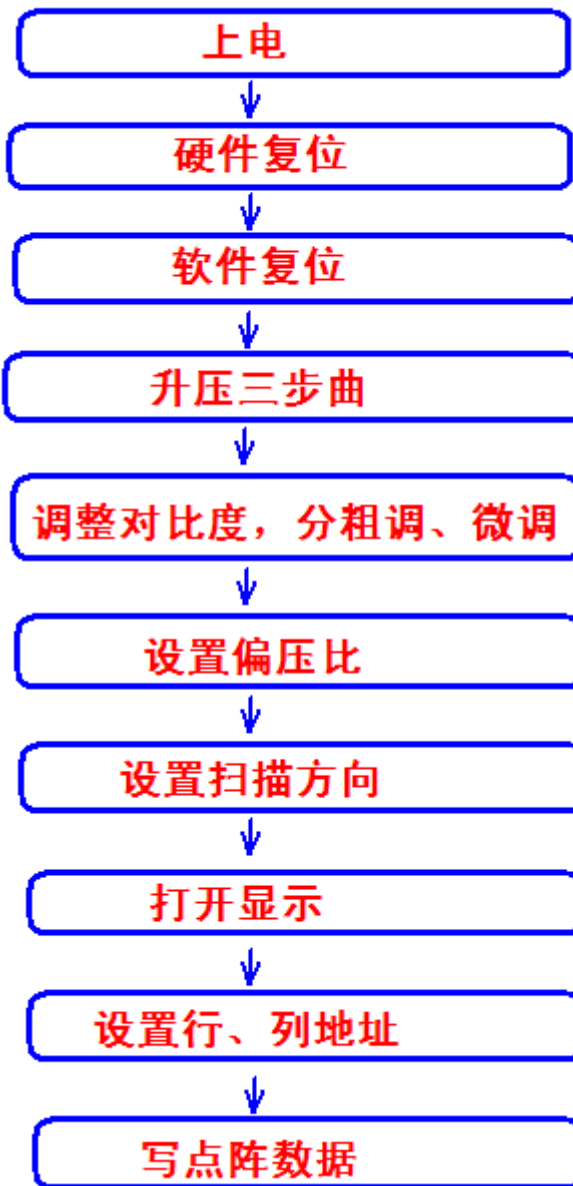 上电
硬件复位
软件复位
升压三步曲
调整对比度，分粗调、微调
设置偏压比
设置扫描方向
打开显示
设置行、列地址
写点阵数据